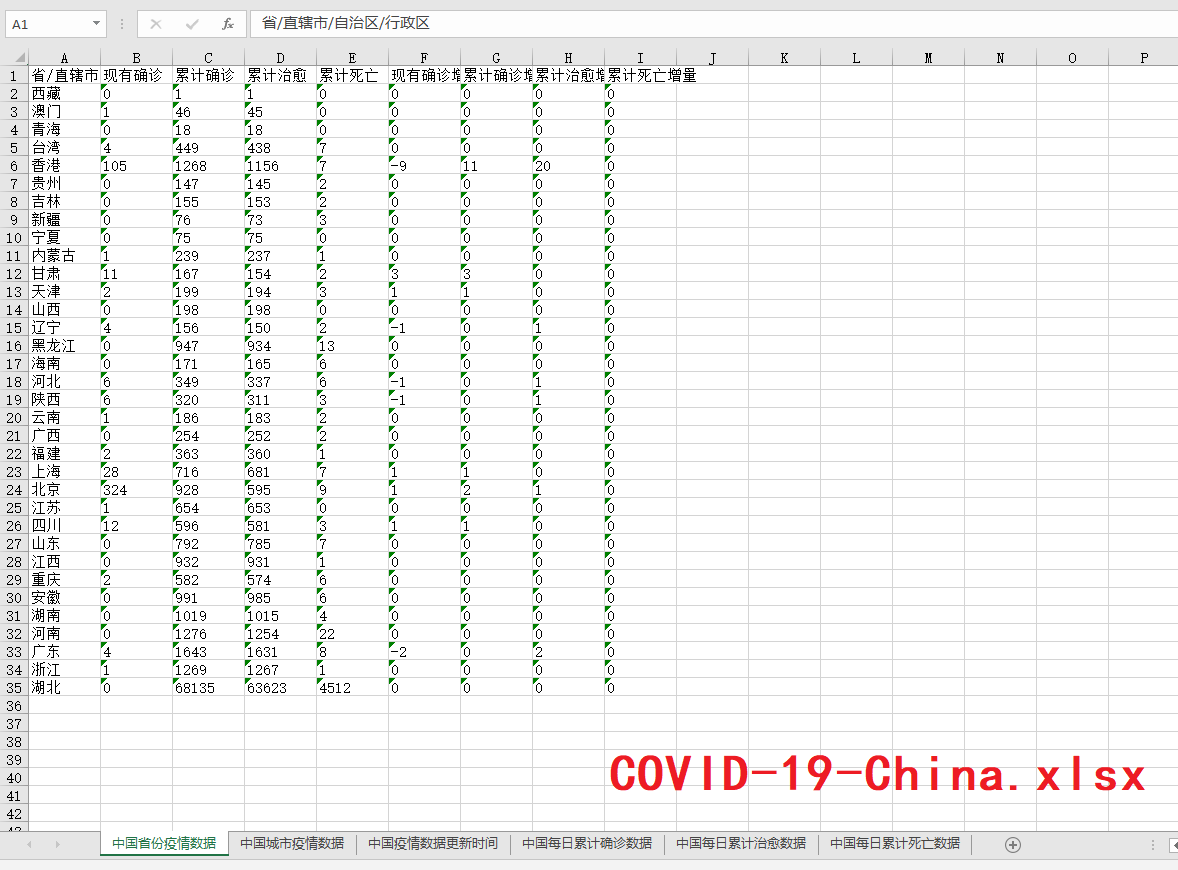 A1 fx 省/直辖市/自治区/行政区
A B C D E F G H I J K L M N O P
1 省/直辖市 现有确诊 累计确诊 累计治愈 累计死亡 现有确诊增 累计确诊增 累计治愈增 累计死亡增量
2 西藏 0 1 1 0 0 0 0 0
3 澳门 1 46 45 0 0 0 0 0
4 青海 0 18 18 0 0 0 0 0
5 台湾 4 449 438 7 0 0 0 0
6 香港 105 1268 1156 7 -9 11 20 0
7 贵州 0 147 145 2 0 0 0 0
8 吉林 0 155 153 2 0 0 0 0
9 新疆 0 76 73 3 0 0 0 0
10 宁夏 0 75 75 0 0 0 0 0
11 内蒙古 1 239 237 1 0 0 0 0
12 甘肃 11 167 154 2 3 3 0 0
13 天津 2 199 194 3 1 1 0 0
14 山西 0 198 198 0 0 0 0 0
15 辽宁 4 156 150 2 -1 0 1 0
16 黑龙江 0 947 934 13 0 0 0 0
17 海南 0 171 165 6 0 0 0 0
18 河北 6 349 337 6 -1 0 1 0
19 陕西 6 320 311 3 -1 0 1 0
20 云南 1 186 183 2 0 0 0 0
21 广西 0 254 252 2 0 0 0 0
22 福建 2 363 360 1 0 0 0 0
23 上海 28 716 681 7 1 1 0 0
24 北京 324 928 595 9 1 2 1 0
25 江苏 1 654 653 0 0 0 0 0
26 四川 12 596 581 3 1 1 0 0
27 山东 0 792 785 7 0 0 0 0
28 江西 0 932 931 1 0 0 0 0
29 重庆 2 582 574 6 0 0 0 0
30 安徽 0 991 985 6 0 0 0 0
31 湖南 0 1019 1015 4 0 0 0 0
32 河南 0 1276 1254 22 0 0 0 0
33 广东 4 1643 1631 8 -2 0 2 0
34 浙江 1 1269 1267 1 0 0 0 0
35 湖北 0 68135 63623 4512 0 0 0 0
36
37
38
39
40
41
42
COVID-19-China.xlsx
中国省份疫情数据 中国城市疫情数据 中国疫情数据更新时间 中国每日累计确诊数据 中国每日累计治愈数据 中国每日累计死亡数据